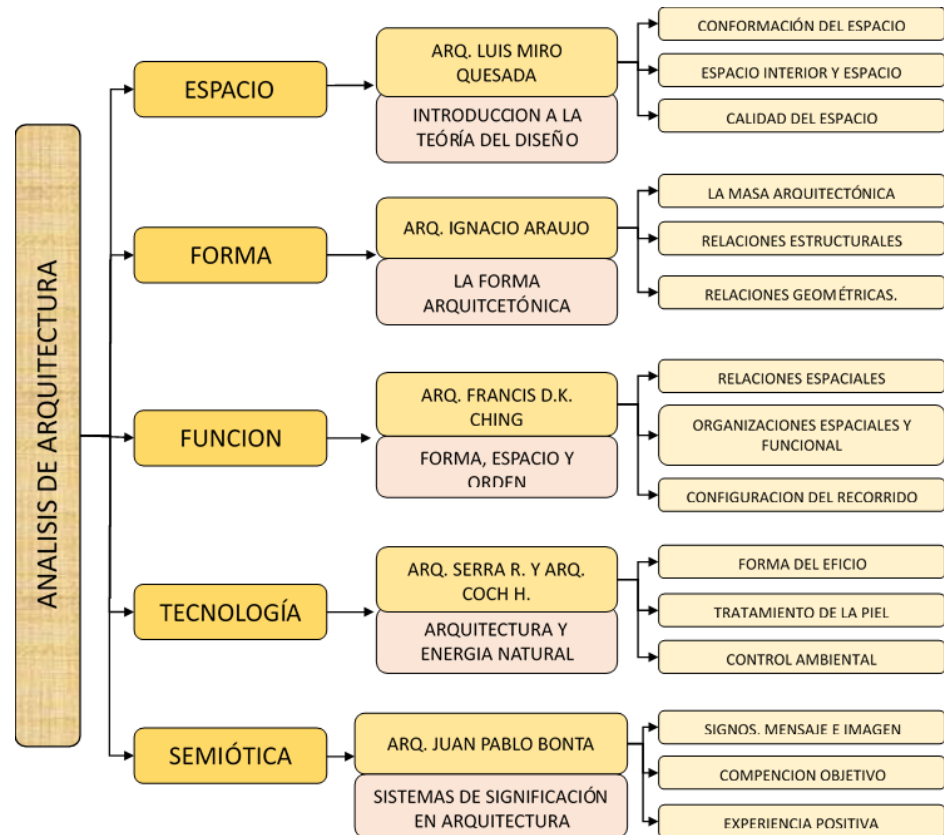 ANALISIS DE ARQUITECTURA
ESPACIO
ARQ. LUIS MIRO
QUESADA
INTRODUCCION A LA
TEÓRÍA DEL DISEÑO
CONFORMACIÓN DEL ESPACIO
ESPACIO INTERIOR Y ESPACIO
CALIDAD DEL ESPACIO
FORMA
ARQ. IGNACIO ARAUJO
LA FORMA
ARQUITCETÓNICA
LA MASA ARQUITECTÓNICA
RELACIONES ESTRUCTURALES
RELACIONES GEOMÉTRICAS.
FUNCION
ARQ. FRANCIS D.K.
CHING
FORMA, ESPACIO Y
ORDEN
RELACIONES ESPACIALES
ORGANIZACIONES ESPACIALES Y
FUNCIONAL
CONFIGURACION DEL RECORRIDO
TECNOLOGÍA
ARQ. SERRA R. Y ARQ.
COCH H.
ARQUITECTURA Y
ENERGIA NATURAL
FORMA DEL EFICIO
TRATAMIENTO DE LA PIEL
CONTROL AMBIENTAL
SEMIÓTICA
ARQ. JUAN PABLO BONTA
SISTEMAS DE SIGNIFICACIÓN
EN ARQUITECTURA
SIGNOS. MENSAJE E IMAGEN
COMPENCION OBJETIVO
EXPERIENCIA POSITIVA